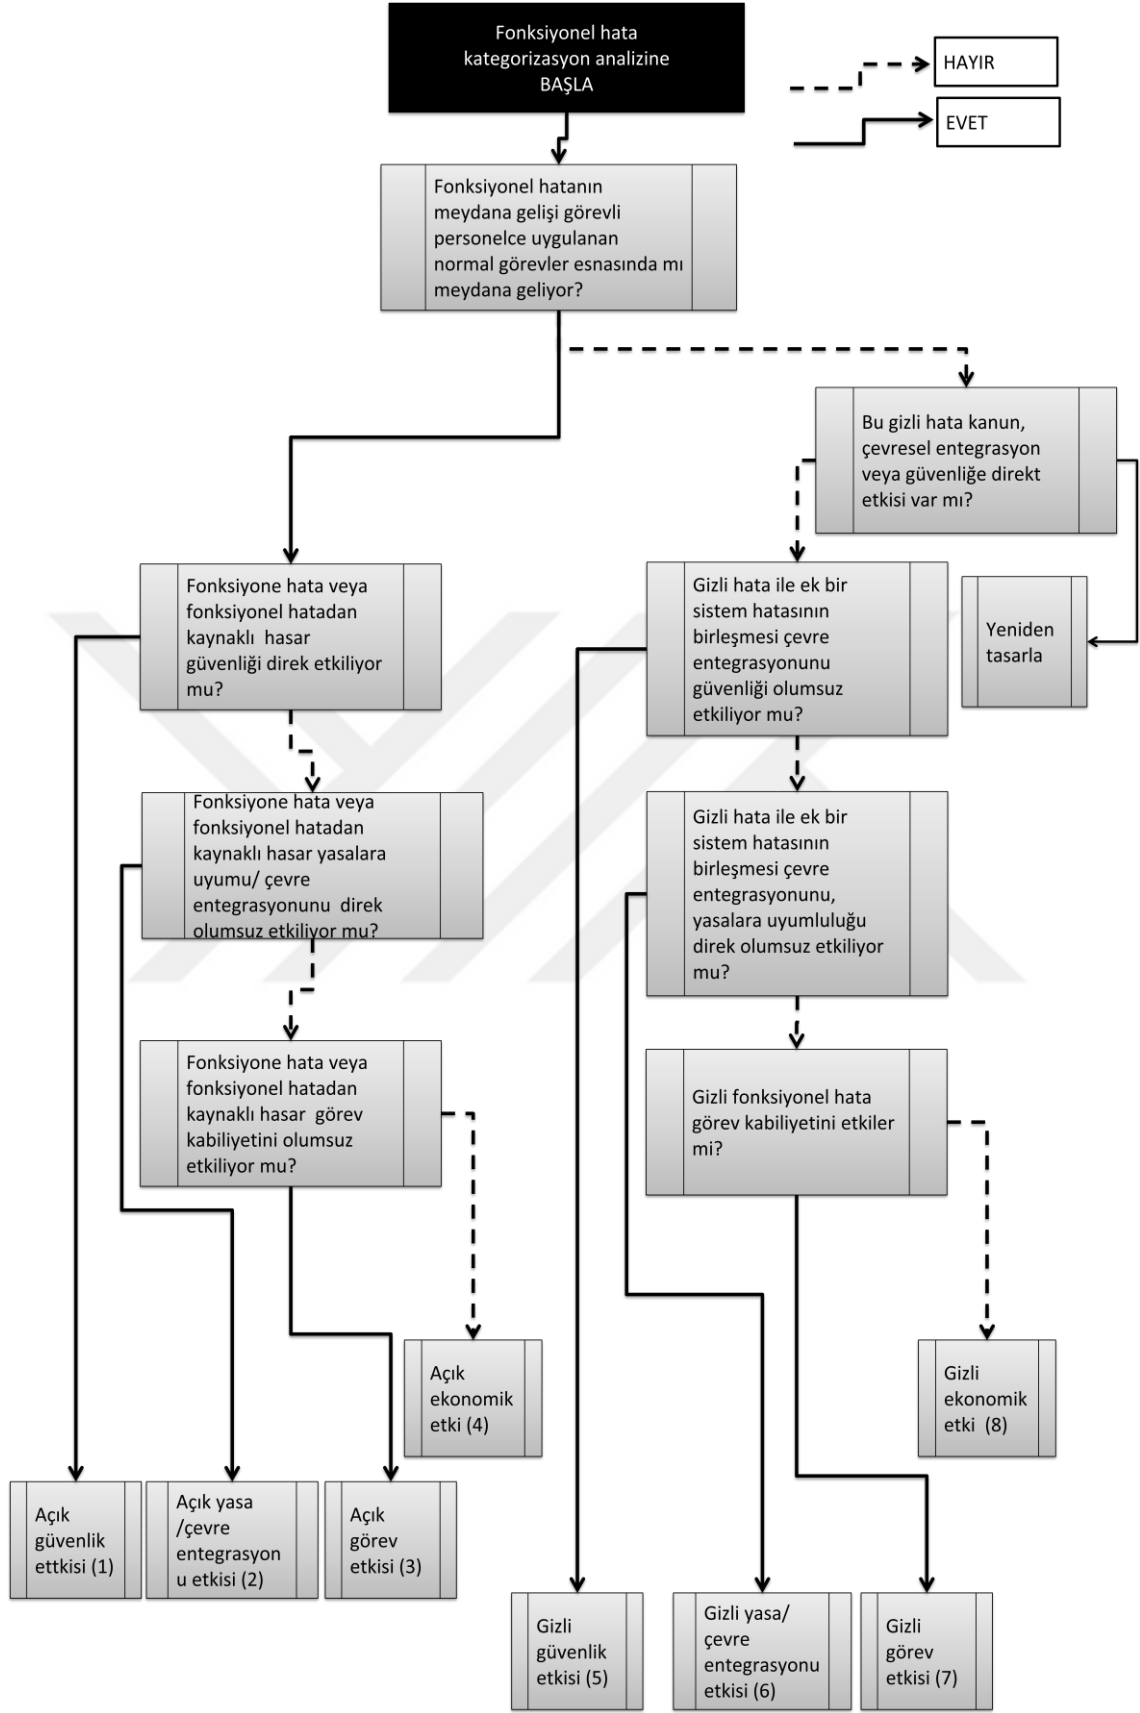 Fonksiyonel hata
kategorizasyon analizine
BAŞLA
HAYIR
EVET
Fonksiyonel hatanın
meydana gelişi görevli
personelce uygulanan
normal görevler esnasında mı
meydana geliyor?
Bu gizli hata kanun,
çevresel entegrasyon
veya güvenliğe direkt
etkisi var mı?
Fonksiyone hata veya
fonksiyonel hatadan
kaynaklı hasar
güvenliği direk etkiliyor
mu?
Gizli hata ile ek bir
sistem hatasının
birleşmesi çevre
entegrasyonunu
güvenliği olumsuz
etkiliyor mu?
Yeniden
tasarla
Fonksiyone hata veya
fonksiyonel hatadan
kaynaklı hasar yasalara
uyumu/ çevre
entegrasyonunu direk
olumsuz etkiliyor mu?
Gizli hata ile ek bir
sistem hatasının
birleşmesi çevre
entegrasyonunu,
yasalara uyumluluğu
direk olumsuz etkiliyor
mu?
Fonksiyone hata veya
fonksiyonel hatadan
kaynaklı hasar görev
kabiliyetini olumsuz
etkiliyor mu?
Gizli fonksiyonel hata
görev kabiliyetini etkiler
mi?
Açık
ekonomik
etki (4)
Gizli
ekonomik
etki (8)
Açık
güvenlik
ettkisi (1)
Açık yasa
/çevre
entegrasyon
u etkisi (2)
Açık
görev
etkisi (3)
Gizli
güvenlik
etkisi (5)
Gizli yasa/
çevre
entegrasyonu
etkisi (6)
Gizli
görev
etkisi (7)